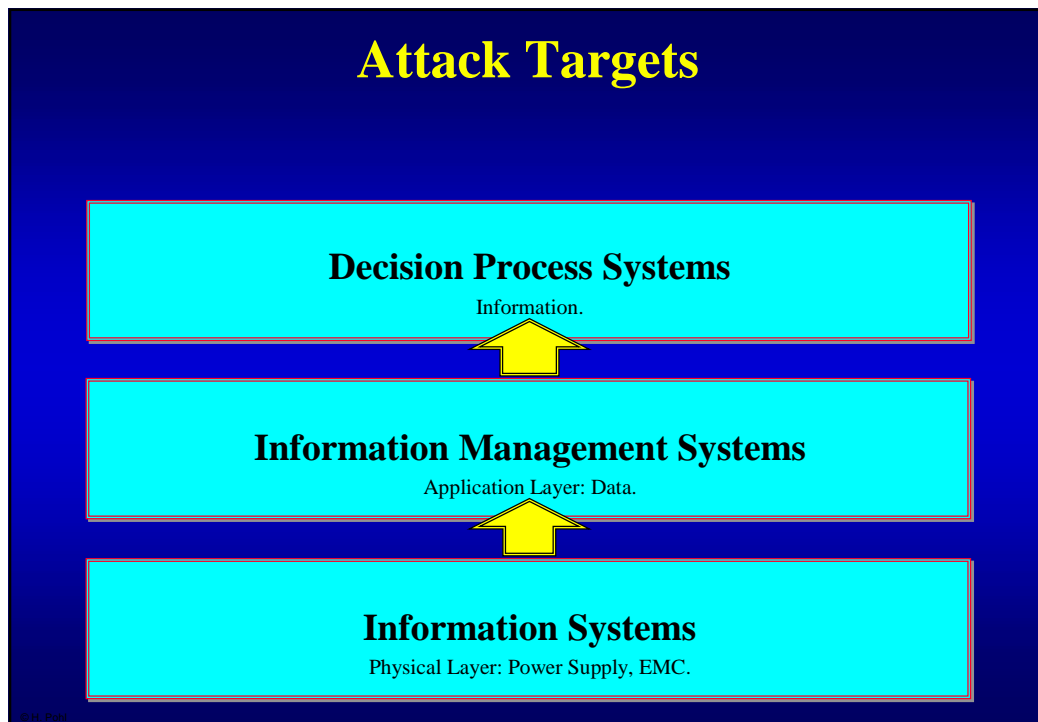 Attack Targets
Decision Process Systems
Information.
Information Management Systems
Application Layer: Data.
Information Systems
Physical Layer: Power Supply, EMC.